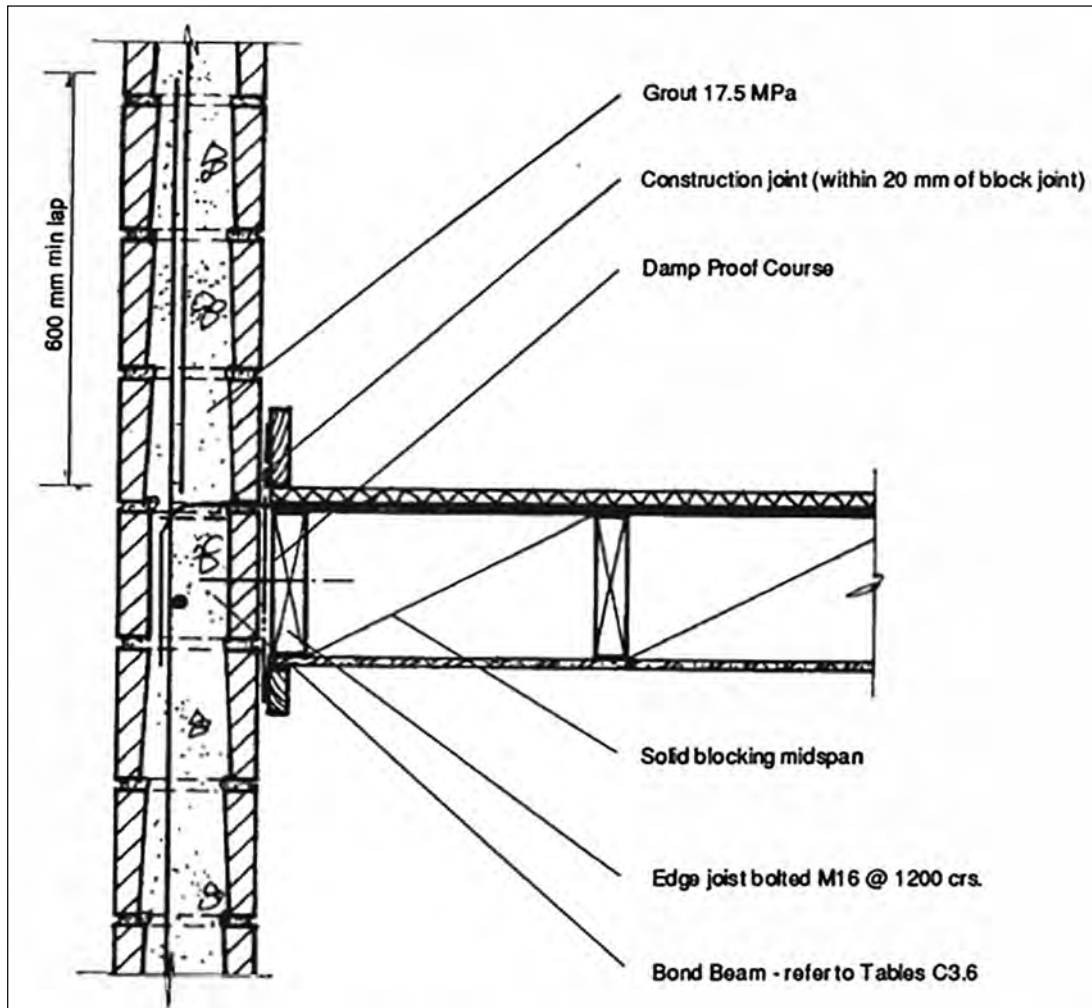 Grout 17.5 MPa
Construction joint (within 20 mm of block joint)
Damp Proof Course
600 mm min lap
Solid blocking midspan
Edge joist bolted M16 @ 1200 crs.
Bond Beam - refer to Tables C3.6